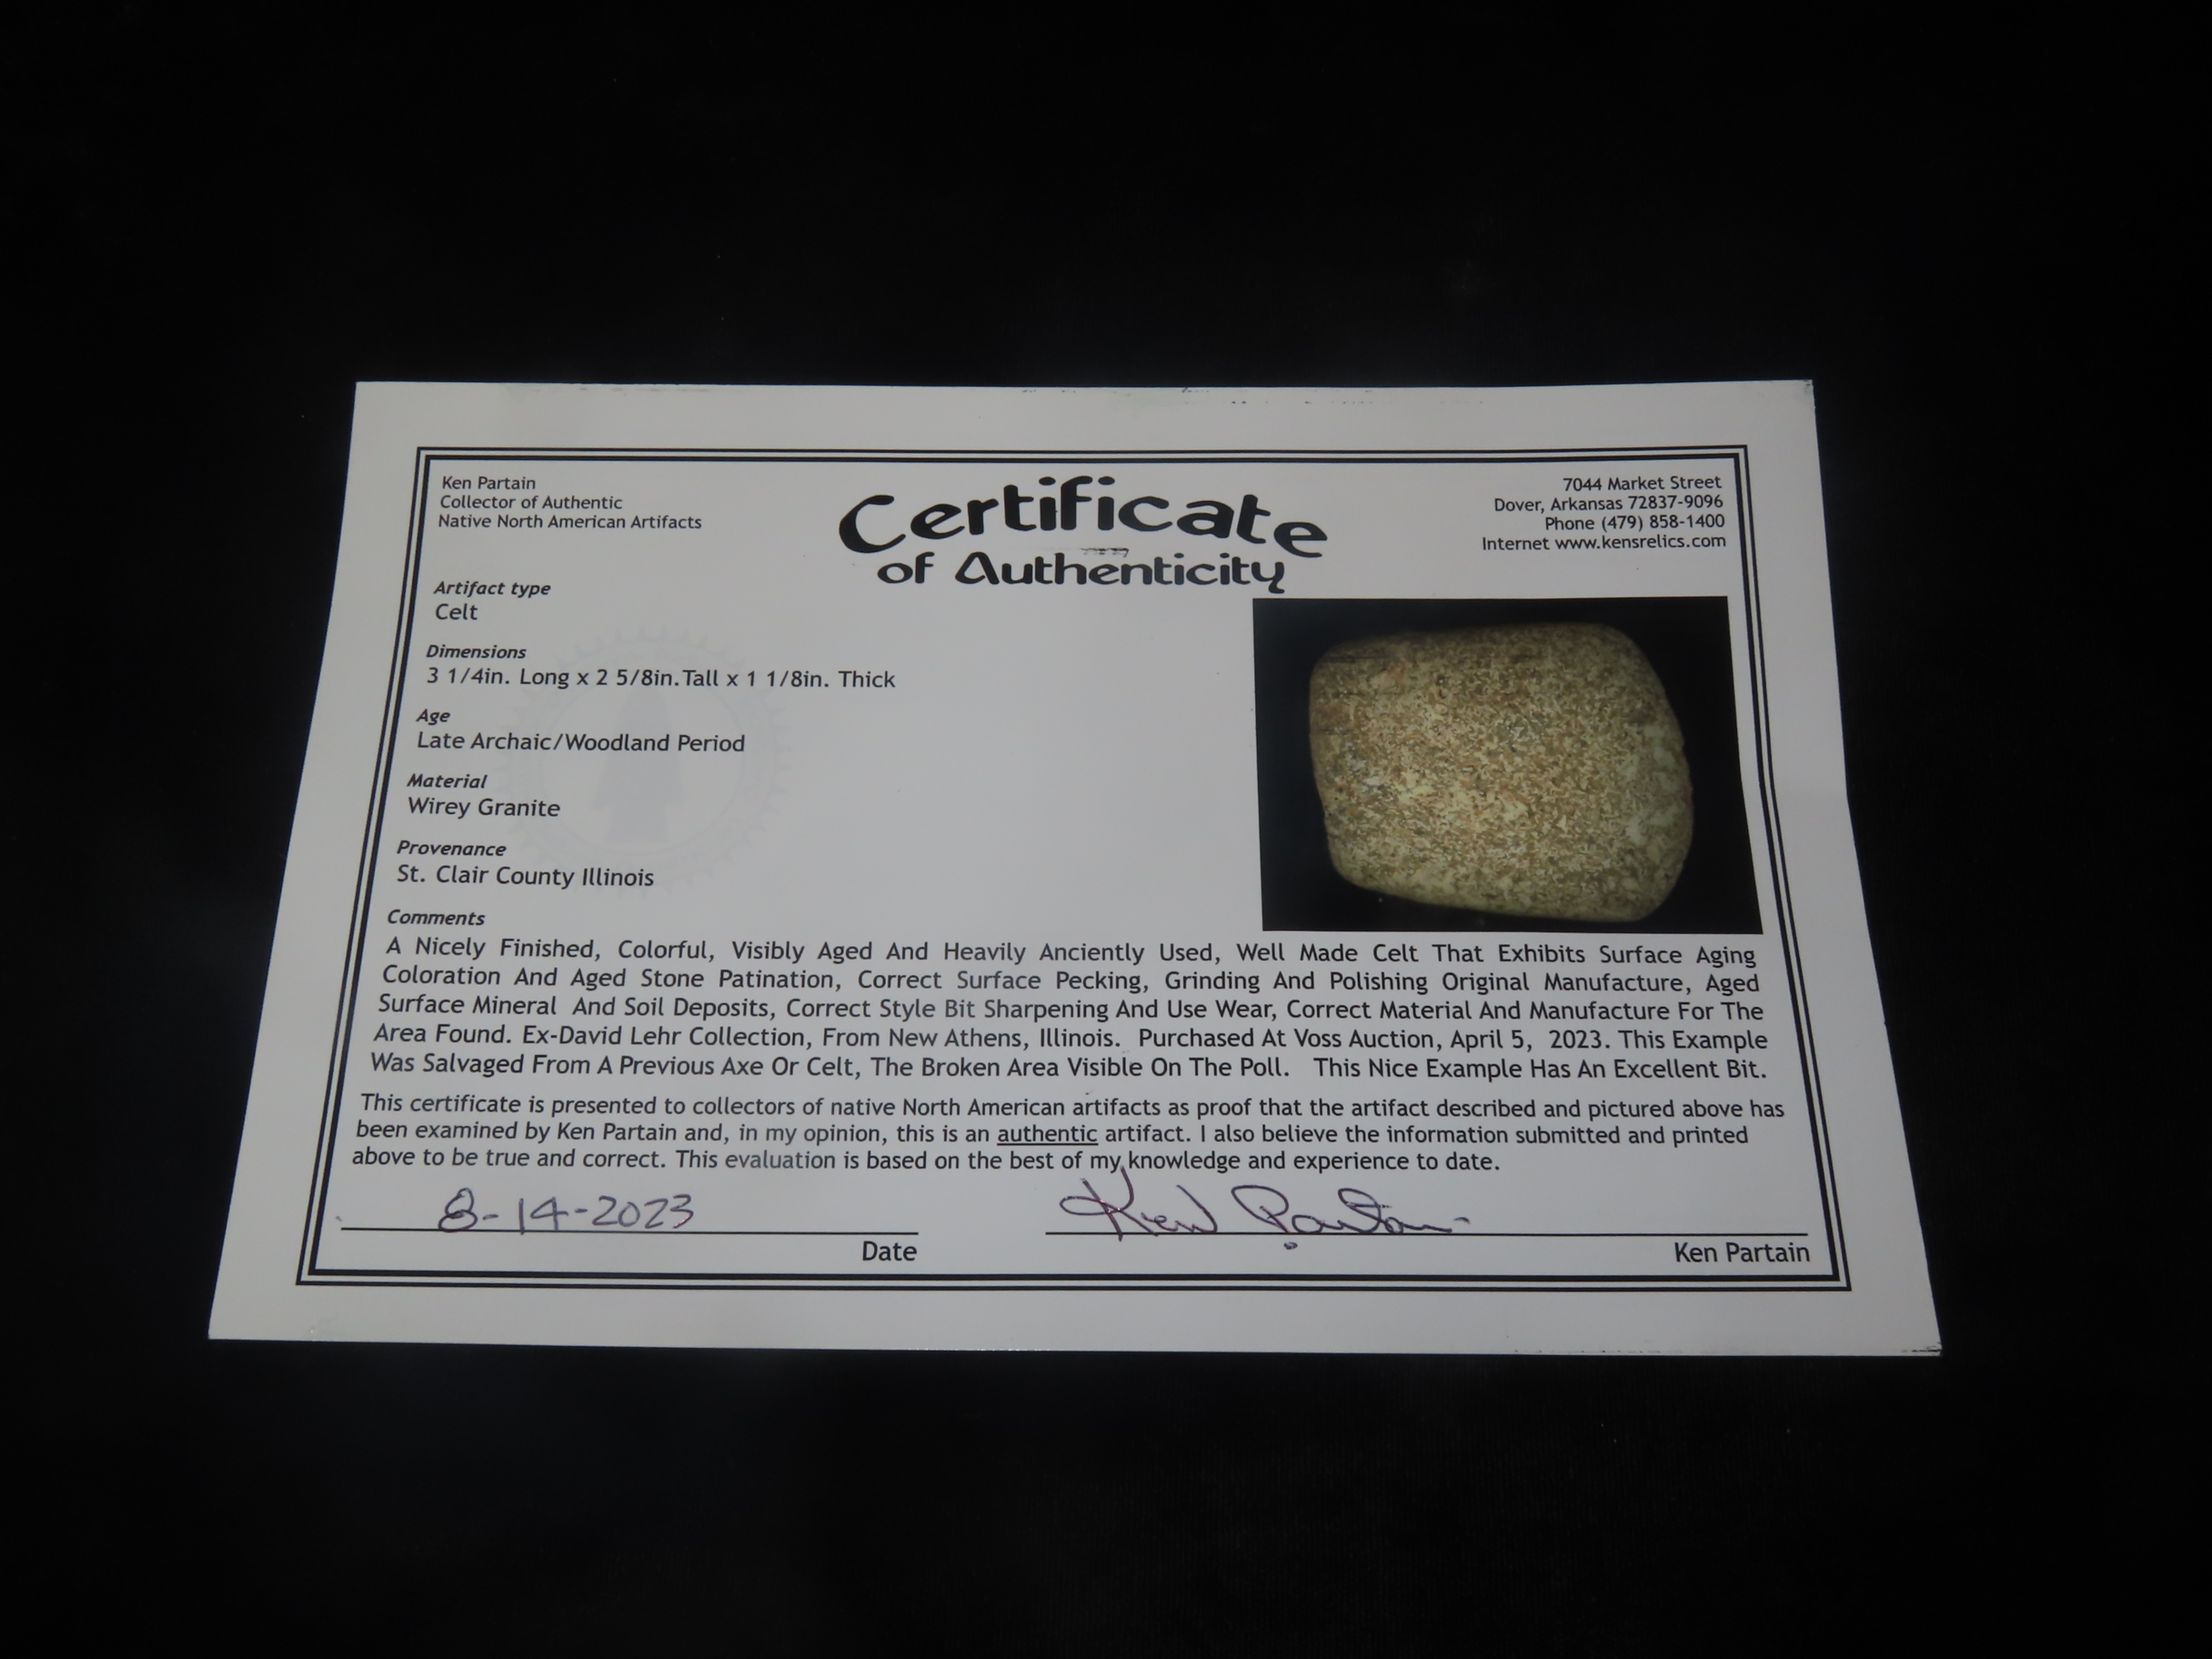 Ken Partain
Collector of Authentic
Native North American Artifacts
Certificate
of Authenticity
7044 Market Street
Dover, Arkansas 72837-9096
Phone (479) 858-1400
Internet www.kensrelics.com
Artifact type
Celt
Dimensions
3 1/4in. Long x 2 5/8in.Tall x 1 1/8in. Thick
Age
Late Archaic/Woodland Period
Material
Wirey Granite
Provenance
St. Clair County Illinois
Comments
A Nicely Finished, Colorful, Visibly Aged And Heavily Anciently Used, Well Made Celt That Exhibits Surface Aging
Coloration And Aged Stone Patination, Correct Surface Pecking, Grinding And Polishing Original Manufacture, Aged
Surface Mineral And Soil Deposits, Correct Style Bit Sharpening And Use Wear, Correct Material And Manufacture For The
Area Found. Ex-David Lehr Collection, From New Athens, Illinois. Purchased At Voss Auction, April 5, 2023. This Example
Was Salvaged From A Previous Axe Or Celt, The Broken Area Visible On The Poll. This Nice Example Has An Excellent Bit.
This certificate is presented to collectors of native North American artifacts as proof that the artifact described and pictured above has
been examined by Ken Partain and, in my opinion, this is an authentic artifact. I also believe the information submitted and printed
above to be true and correct. This evaluation is based on the best of my knowledge and experience to date.
8-14-2023
Ken Partain
Date
Ken Partain